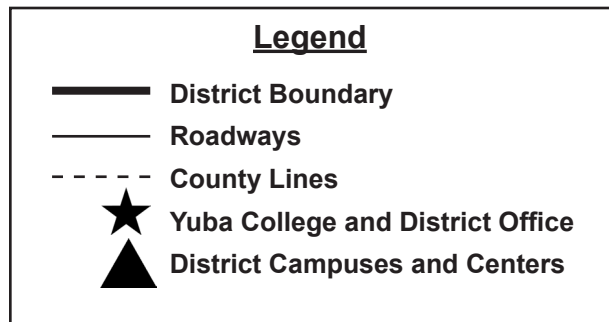 Legend
District Boundary
Roadways
County Lines
Yuba College and District Office
District Campuses and Centers